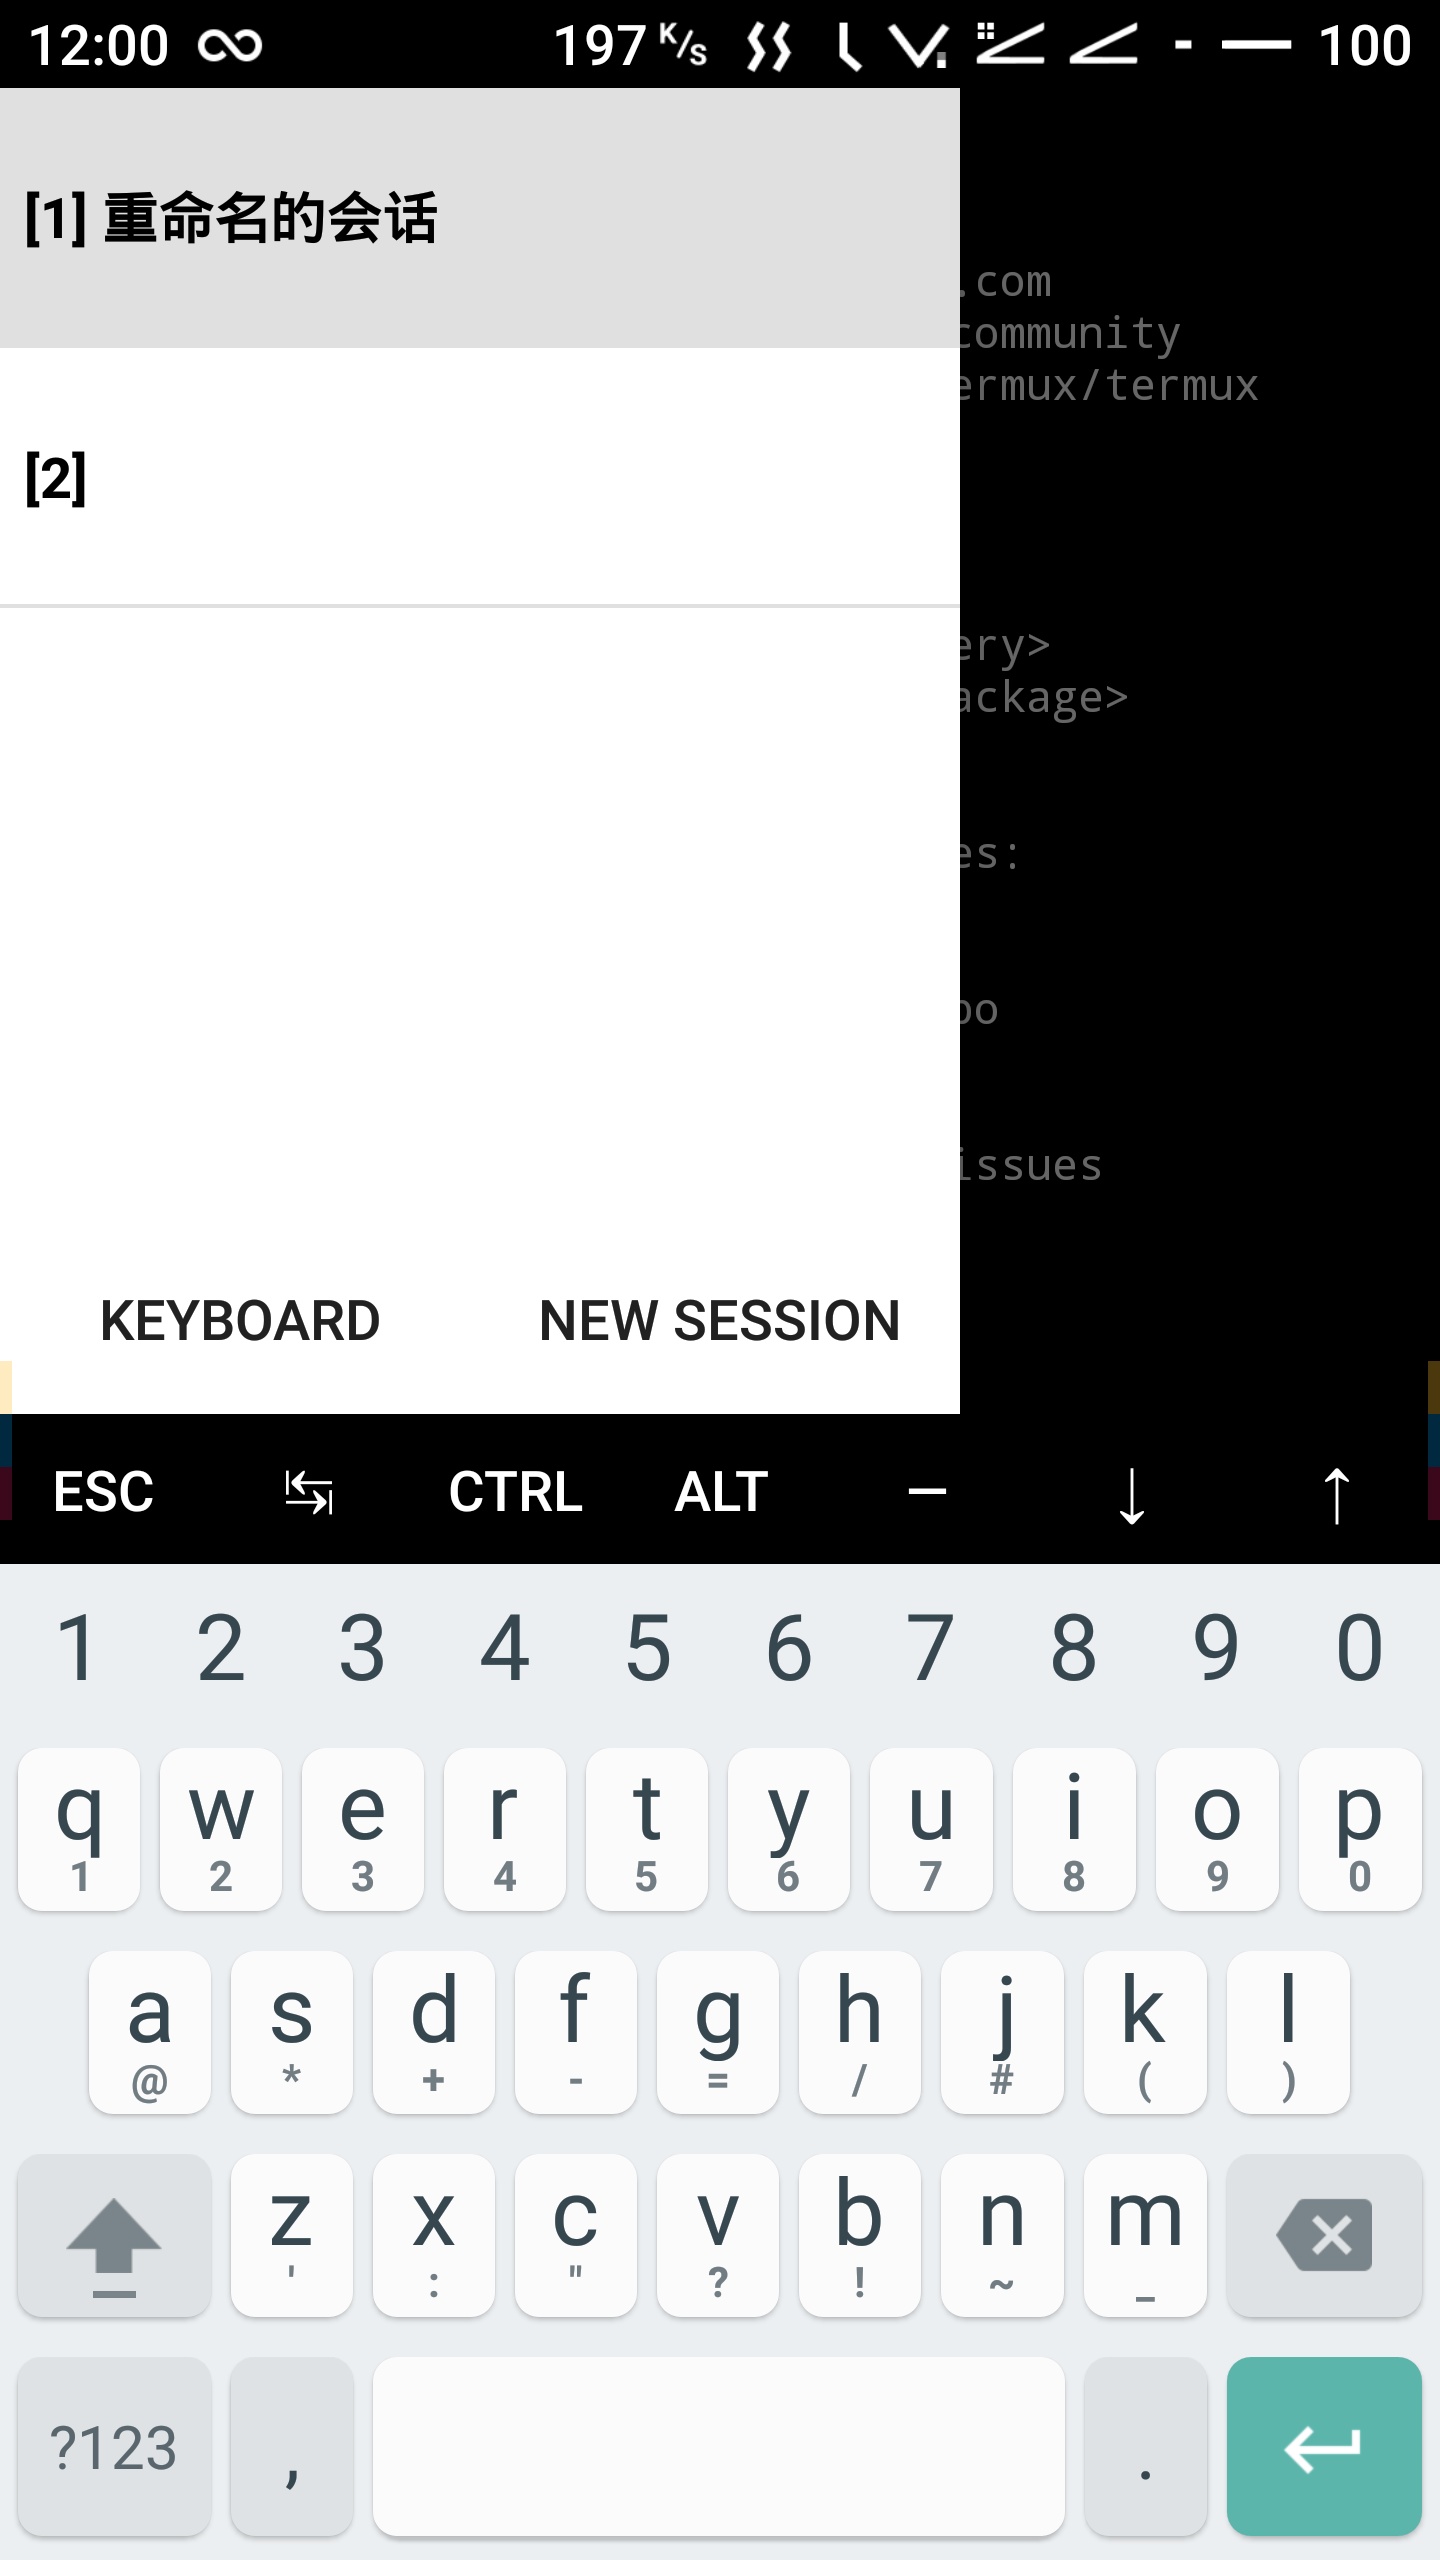 12:00 197 K/S 100
[1] 重命名的会话
.com
community
ermux/termux
[2]
ery>
ackage>
es:
oo
issues
KEYBOARD NEW SESSION
ESC CTRL ALT — ↓ ↑
1 2 3 4 5 6 7 8 9 0
q w e r t y u i o p
1 2 3 4 5 6 7 8 9 0
a s d f g h j k l
@ * + - = / # ( )
z x c v b n m
' : " ? ! ~ _
?123 , .